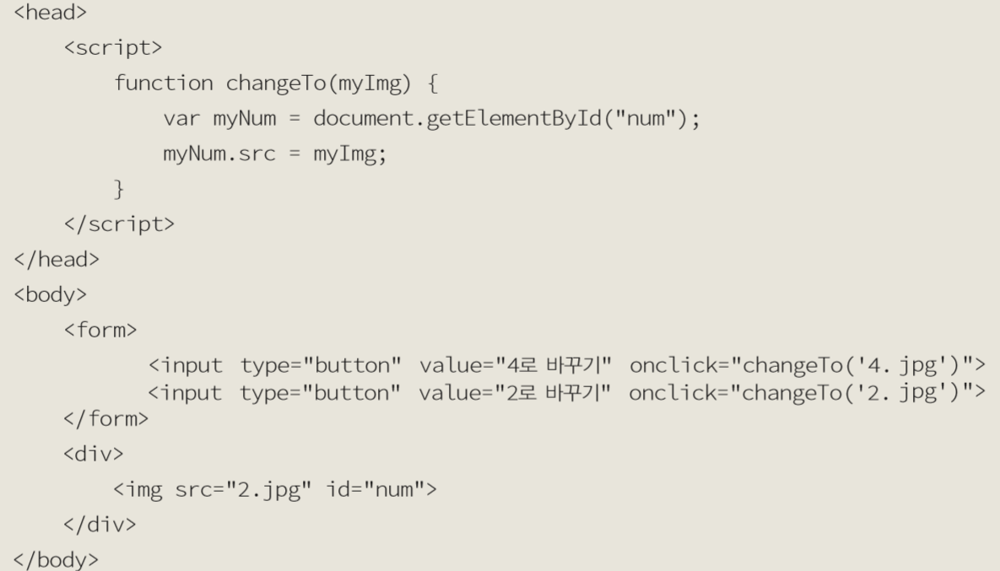 <head>
    <script>
        function changeTo(myImg) {
            var myNum = document.getElementById("num");
            myNum.src = myImg;
        }
    </script>
</head>
<body>
    <form>
           <input type="button" value="4로 바꾸기" onclick="changeTo('4.jpg')">
           <input type="button" value="2로 바꾸기" onclick="changeTo('2.jpg')">
    </form>
    <div>
        <img src="2.jpg" id="num">
    </div>
</body>